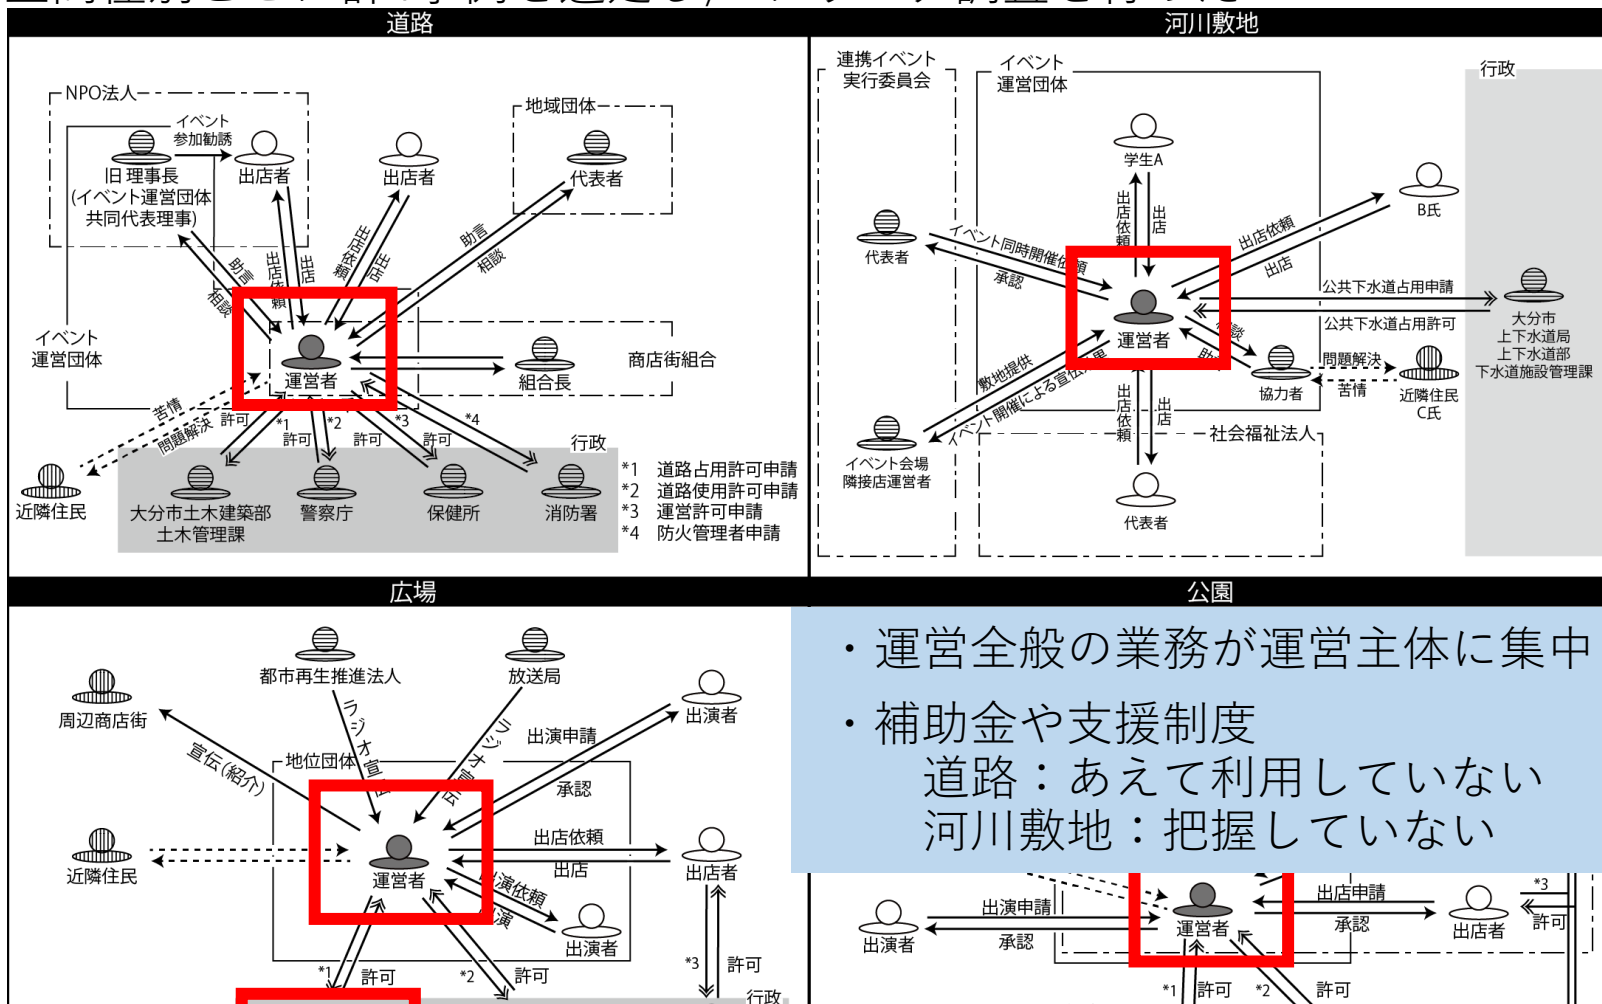 道路
NPO法人
イベント
参加勧誘
旧理事長
(イベント運営団体
共同代表理事)
出店者
出店者
地域団体
代表者
助言
相談
出店依頼
出店
出店依頼
出店
助言
相談
イベント
運営団体
運営者
組合長
商店街組合
苦情
問題解決
許可
*1
許可
*2
許可
*3
許可
*4
行政
近隣住民
大分市土木建築部
土木管理課
警察庁
保健所
消防署
*1 道路占用許可申請
*2 道路使用許可申請
*3 運営許可申請
*4 防火管理者申請
河川敷地
連携イベント
実行委員会
イベント
運営団体
行政
学生A
出店依頼
出店
B氏
出店依頼
出店
代表者
イベント同時開催依頼
承認
運営者
公共下水道占用申請
公共下水道占用許可
大分市
上下水道局
上下水道部
下水道施設管理課
協力者
問題解決
苦情
近隣住民
C氏
敷地提供
イベント開催による宣伝
イベント会場
隣接店運営者
出店依頼
出店
社会福祉法人
代表者
広場
都市再生推進法人
放送局
周辺商店街
宣伝(紹介)
ラジオ宣伝
ラジオ宣伝
出演者
出演申請
承認
地位団体
近隣住民
運営者
出店依頼
出店
出店者
出演依頼
出演
出演者
*1
許可
*2
許可
*3
許可
行政
公園
・運営全般の業務が運営主体に集中
・補助金や支援制度
道路：あえて利用していない
河川敷地：把握していない
出演者
出演申請
承認
運営者
出店申請
承認
出店者
*3
許可
*1
許可
*2
許可